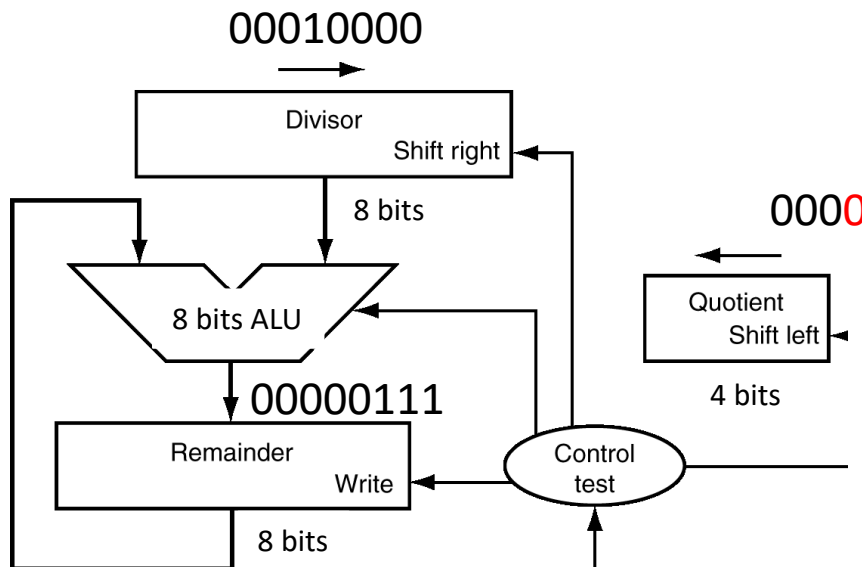 00010000
Divisor
Shift right
8 bits
0000
8 bits ALU
Quotient
Shift left
4 bits
00000111
Remainder
Write
Control
test
8 bits